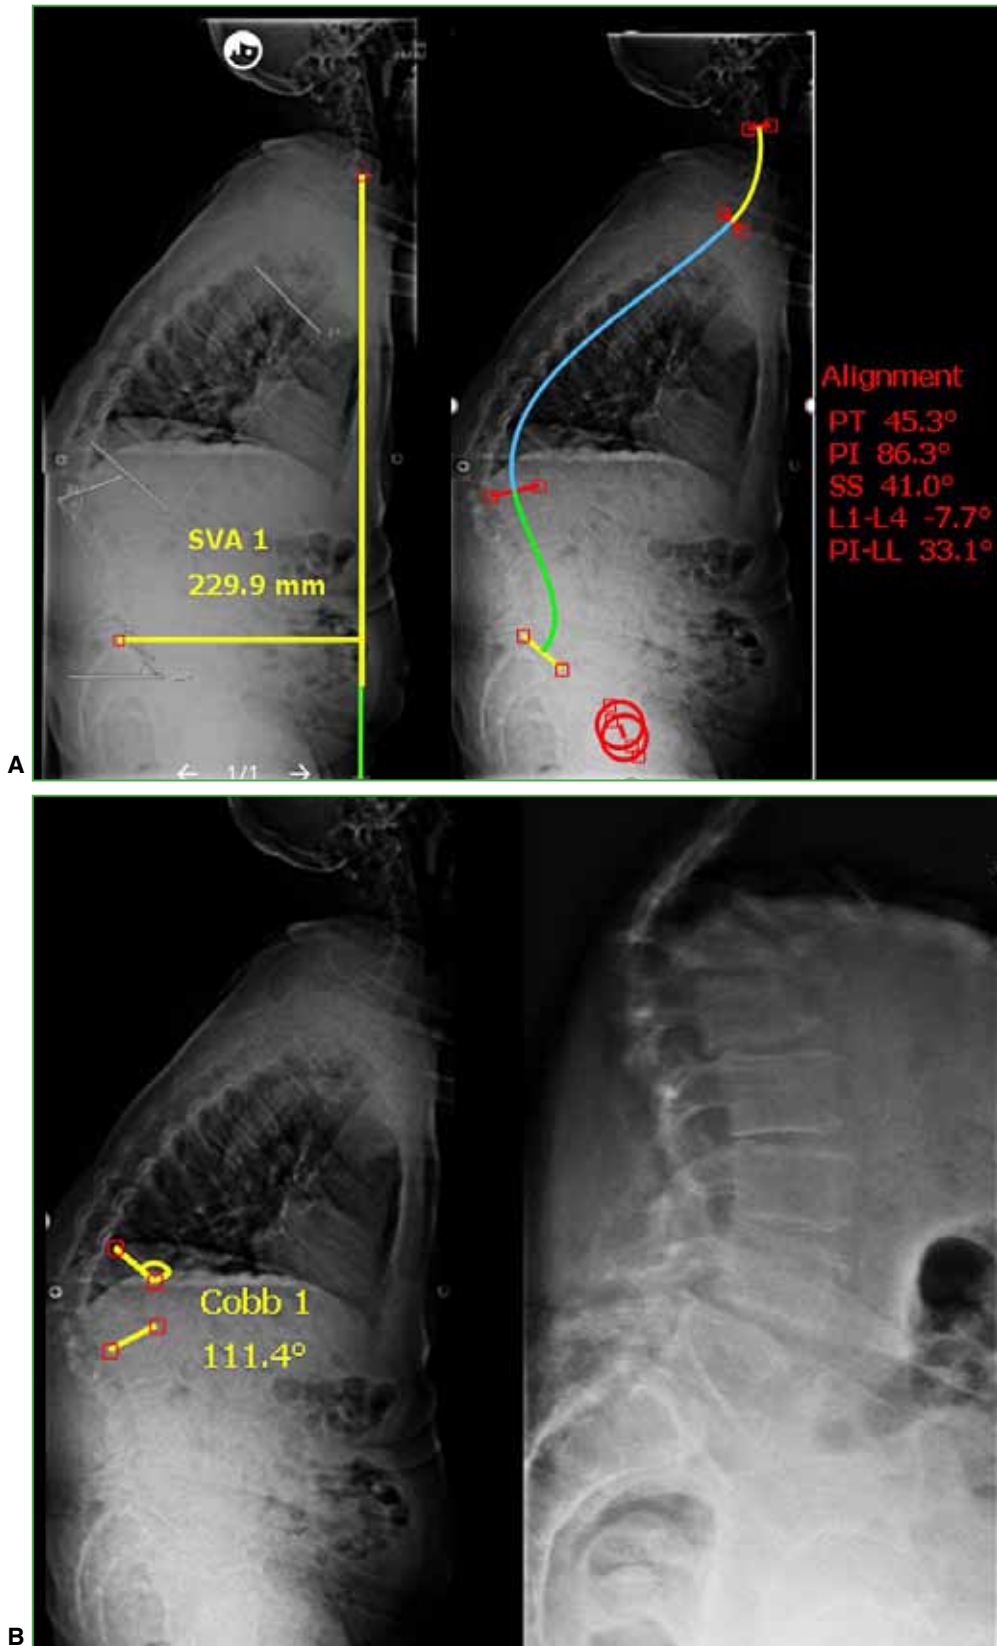 SVA 1
229.9 mm
← 1/1 →
Alignment
PT 45.3°
PI 86.3°
SS 41.0°
L1-L4 -7.7°
PI-LL 33.1°
A
Cobb 1
111.4°
B